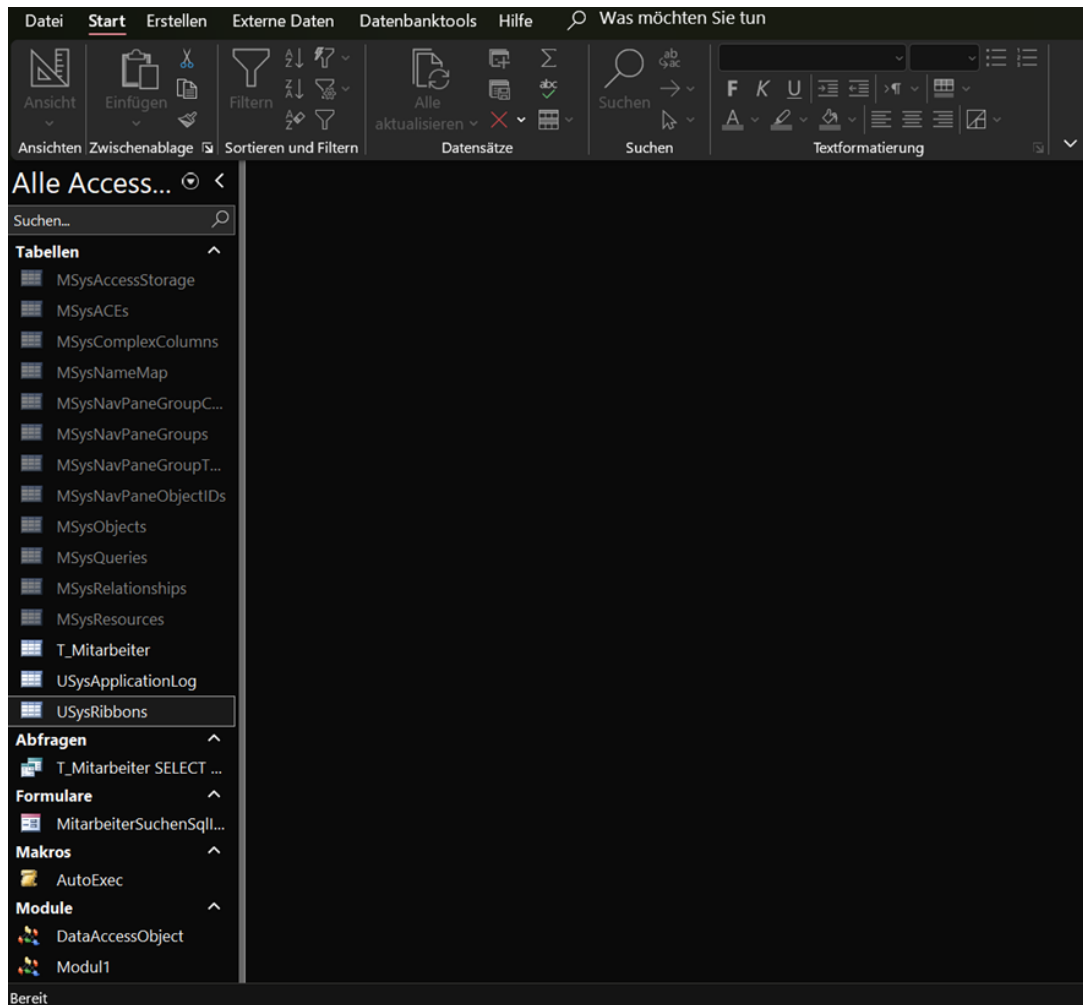 Datei Start Erstellen Externe Daten Datenbanktools Hilfe Was möchten Sie tun
Ansicht Einfügen Filtern Alle aktualisieren Suchen
F K U
Ansichten Zwischenablage Sortieren und Filtern Datensätze Suchen Textformatierung
Alle Access...
Suchen...
Tabellen
MSysAccessStorage
MSysACEs
MSysComplexColumns
MSysNameMap
MSysNavPaneGroupC...
MSysNavPaneGroups
MSysNavPaneGroupT...
MSysNavPaneObjectIDs
MSysObjects
MSysQueries
MSysRelationships
MSysResources
T_Mitarbeiter
USysApplicationLog
USysRibbons
Abfragen
T_Mitarbeiter SELECT ...
Formulare
MitarbeiterSuchenSqlI...
Makros
AutoExec
Module
DataAccessObject
Modul1
Bereit